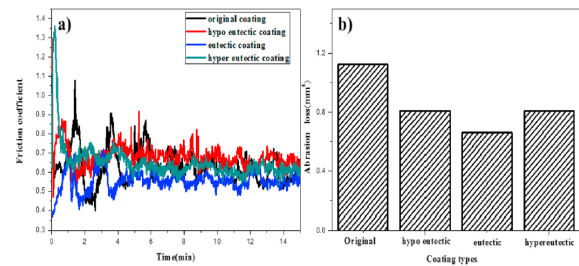 a)
original coating
hypo eutectic coating
eutectic coating
hyper eutectic coating
Friction coefficient
1.4
1.3
1.2
1.1
1.0
0.9
0.8
0.7
0.6
0.5
0.4
0.3
0 2 4 6 8 10 12 14
Time(min)
b)
Abrasion loss(mm³
1.6
1.2
0.8
0.4
0.0
Original hypo eutectic eutectic hypereutectic
Coating types